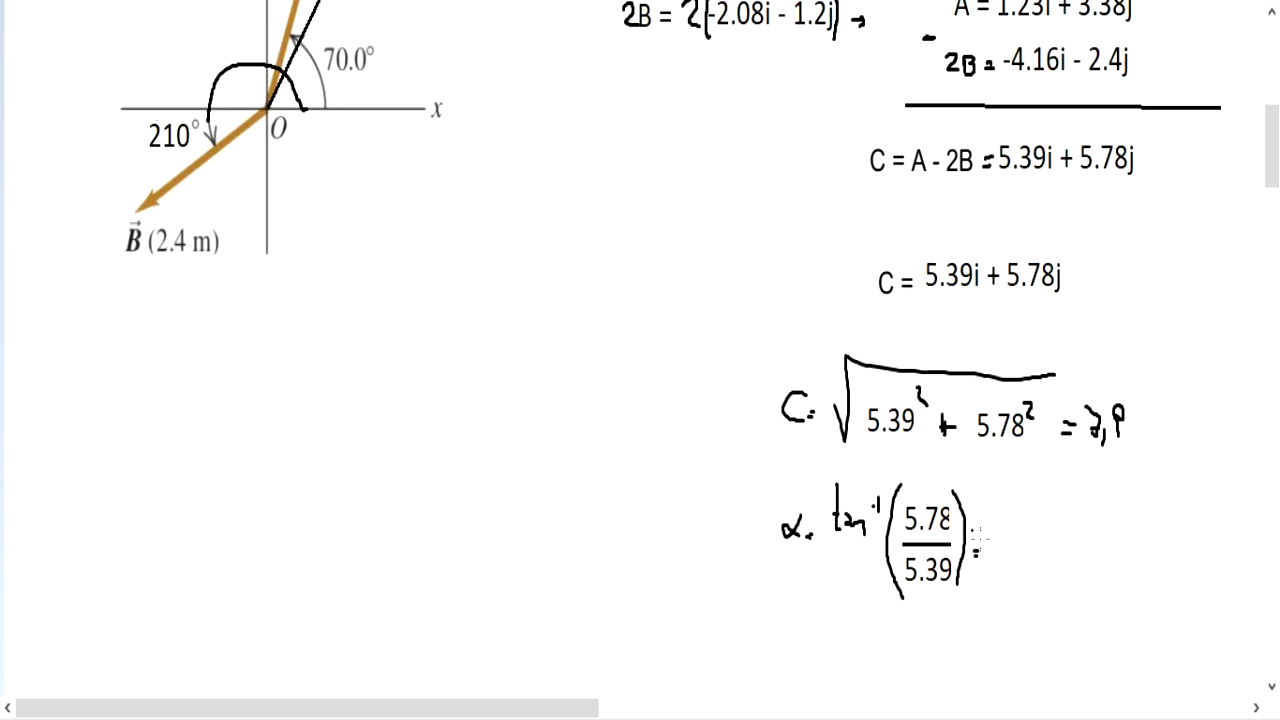 2B = 2(-2.08i - 1.2j) →
A = 1.23i + 3.38j
-
2B = -4.16i - 2.4j
70.0°
x
O
210°
C = A - 2B = 5.39i + 5.78j
B⃗ (2.4 m)
C = 5.39i + 5.78j
C = √5.39² + 5.78² = 7,9
α = tan⁻¹(5.78/5.39) =